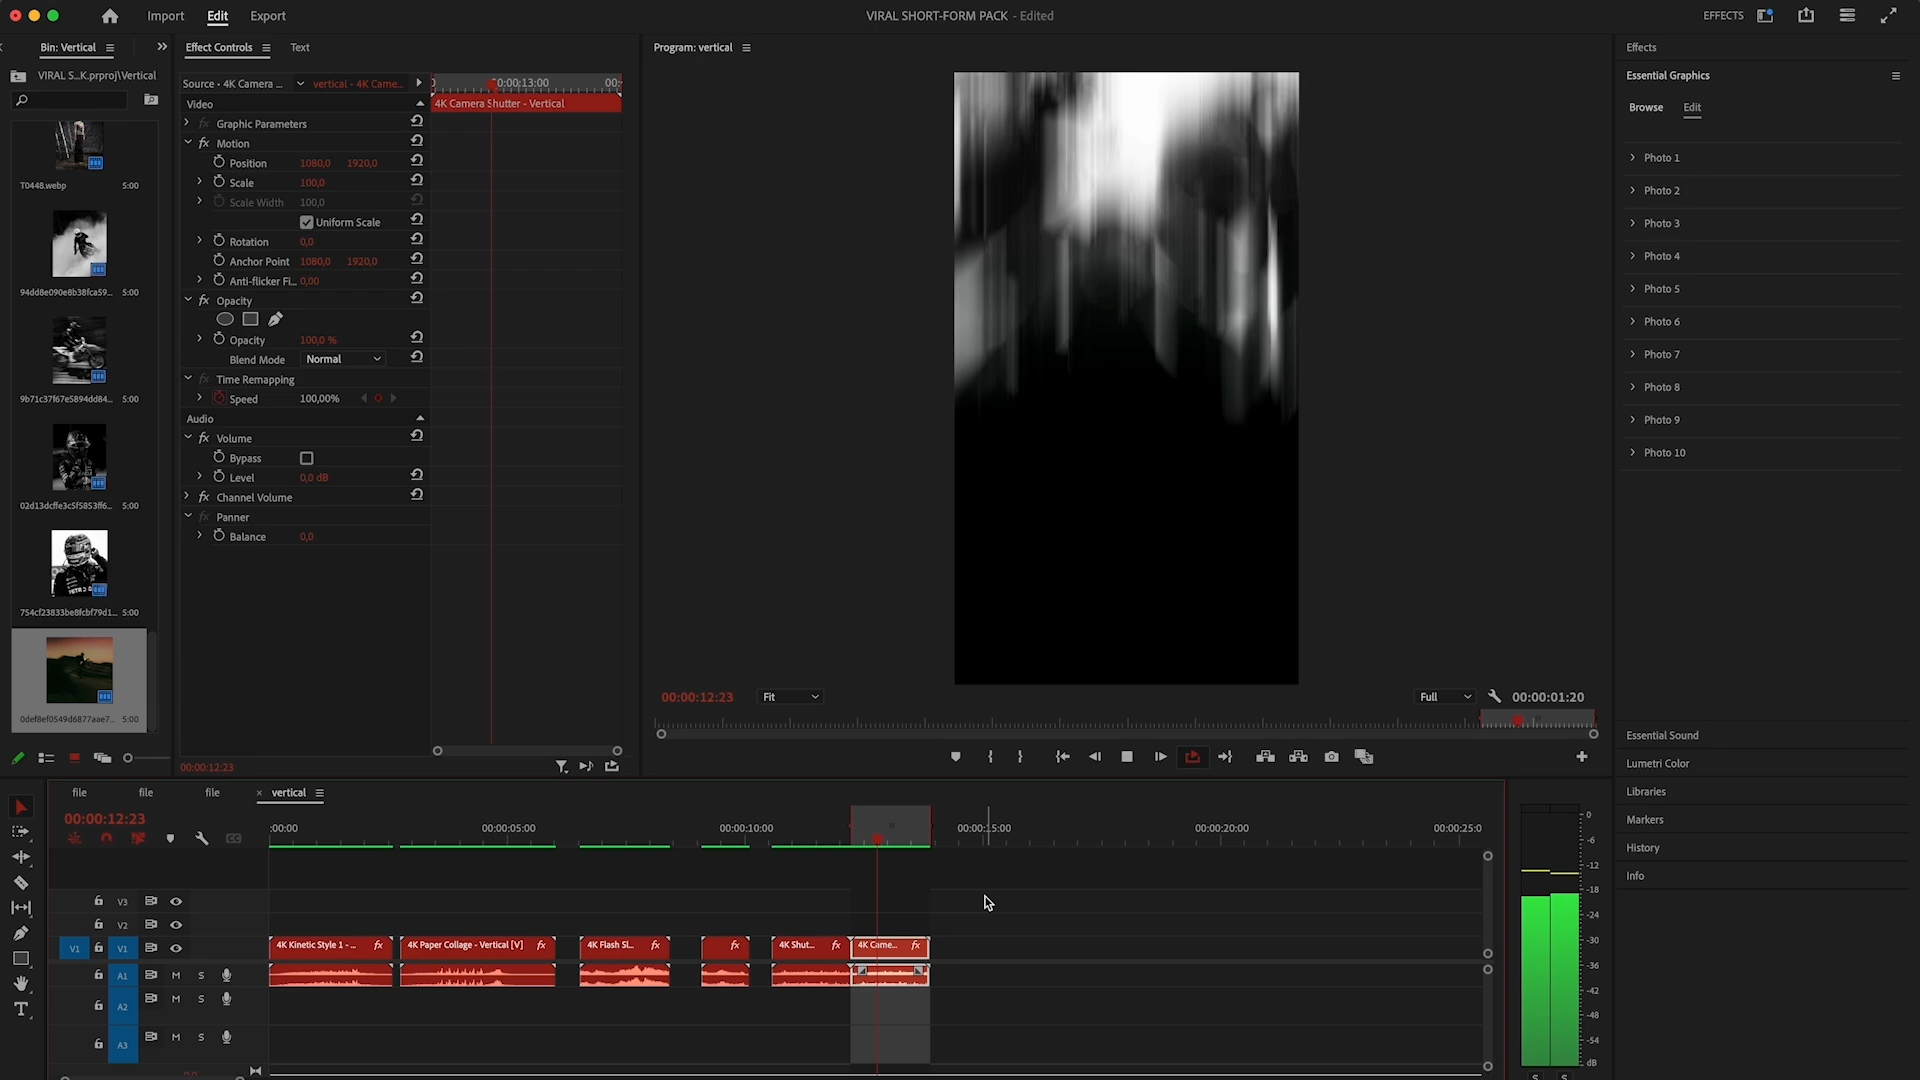 Import
Edit
Export
VIRAL SHORT-FORM PACK - Edited
EFFECTS
Bin: Vertical
Effect Controls
Text
Program: vertical
Effects
VIRAL S...K.prproj\Vertical
Source • 4K Camera ...
vertical • 4K Came...
00:00:13:00
00:
Essential Graphics
Video
4K Camera Shutter - Vertical
Browse
Edit
Graphic Parameters
Motion
Position 1080,0 1920,0
Scale 100,0
Scale Width 100,0
Uniform Scale
Rotation 0,0
Anchor Point 1080,0 1920,0
Anti-flicker Fi... 0,00
Opacity
Opacity 100,0 %
Blend Mode Normal
Time Remapping
Speed 100,00%
Audio
Volume
Bypass
Level 0,0 dB
Channel Volume
Panner
Balance 0,0
T0448.webp 5:00
94dd8e090e8b38fca59... 5:00
9b71c37f67e5894dd84... 5:00
02d13dcffe3c5f5853ff6... 5:00
754cf23833be8fcbf79d1... 5:00
0def8ef0549d6877aae7... 5:00
Photo 1
Photo 2
Photo 3
Photo 4
Photo 5
Photo 6
Photo 7
Photo 8
Photo 9
Photo 10
00:00:12:23
Fit
Full
00:00:01:20
00:00:12:23
Essential Sound
Lumetri Color
Libraries
Markers
History
Info
file
file
file
× vertical
00:00:12:23
:00:00
00:00:05:00
00:00:10:00
00:00:15:00
00:00:20:00
00:00:25:0
V3
V2
V1 V1
4K Kinetic Style 1 - ... fx
4K Paper Collage - Vertical [V] fx
4K Flash Sl... fx
fx
4K Shut... fx
4K Came... fx
A1 M S
A2 M S
A3 M S
0
-6
-12
-18
-24
-30
-36
-42
-48
-54
dB
S S